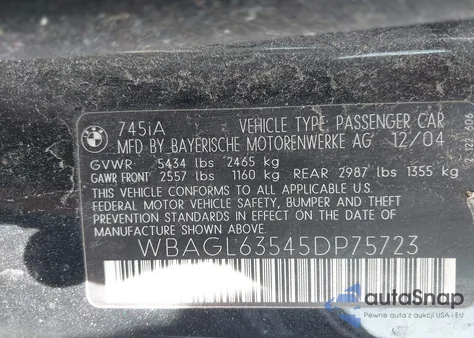 745iA VEHICLE TYPE: PASSENGER CAR
MFD BY BAYERISCHE MOTORENWERKE AG 12/04
GVWR 5434 lbs 2465 kg
GAWR FRONT 2557 lbs 1160 kg REAR 2987 lbs 1355 kg
THIS VEHICLE CONFORMS TO ALL APPLICABLE U.S.
FEDERAL MOTOR VEHICLE SAFETY, BUMPER AND THEFT
PREVENTION STANDARDS IN EFFECT ON THE DATE OF
MANUFACTURE SHOWN ABOVE.
WBAGL63545DP75723
autoSnap
Pewne auta z USA i EU